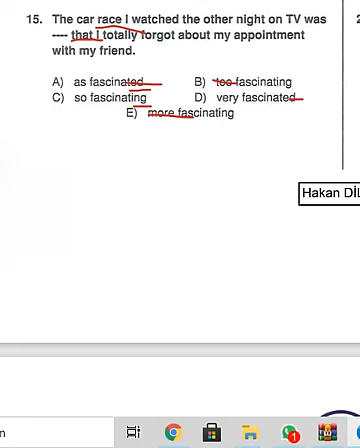 15. The car race I watched the other night on TV was
---- that I totally forgot about my appointment
with my friend.
A) as fascinated B) too fascinating
C) so fascinating D) very fascinated
E) more fascinating
Hakan
1